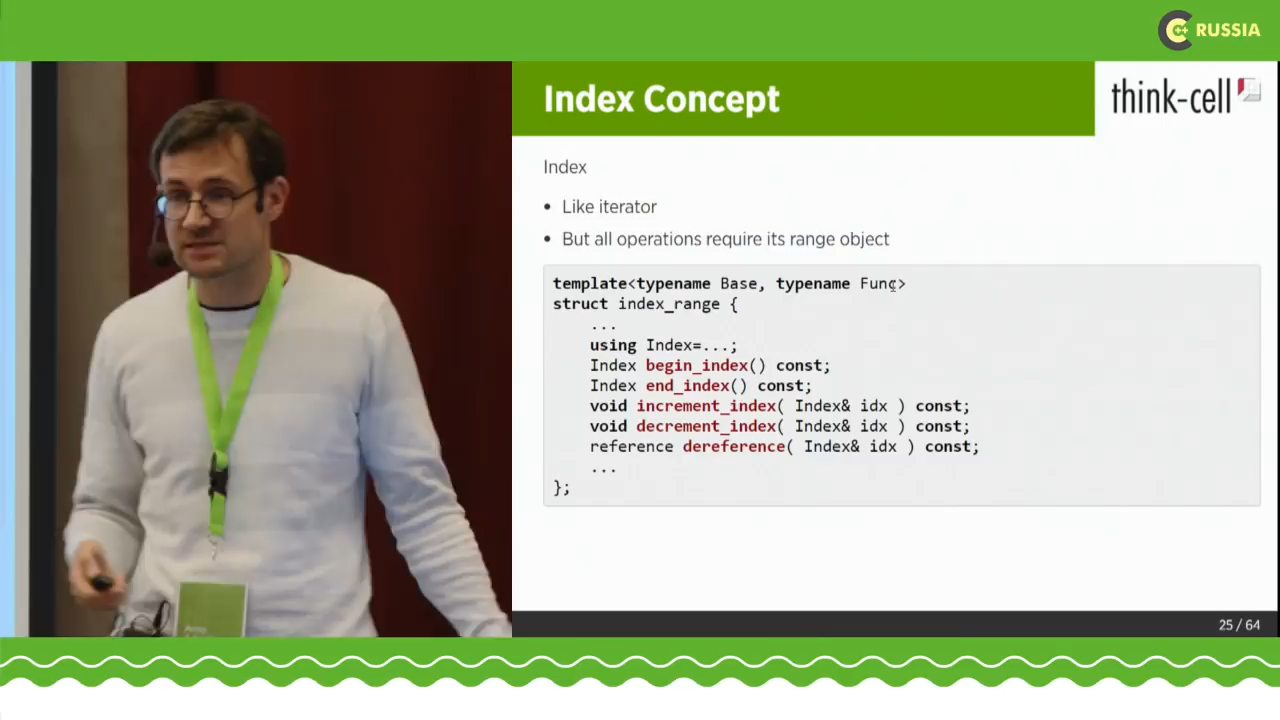 C++ RUSSIA
Index Concept
think-cell
Index
• Like iterator
• But all operations require its range object
template<typename Base, typename Func>
struct index_range {
...
using Index=...;
Index begin_index() const;
Index end_index() const;
void increment_index( Index& idx ) const;
void decrement_index( Index& idx ) const;
reference dereference( Index& idx ) const;
...
};
25 / 64